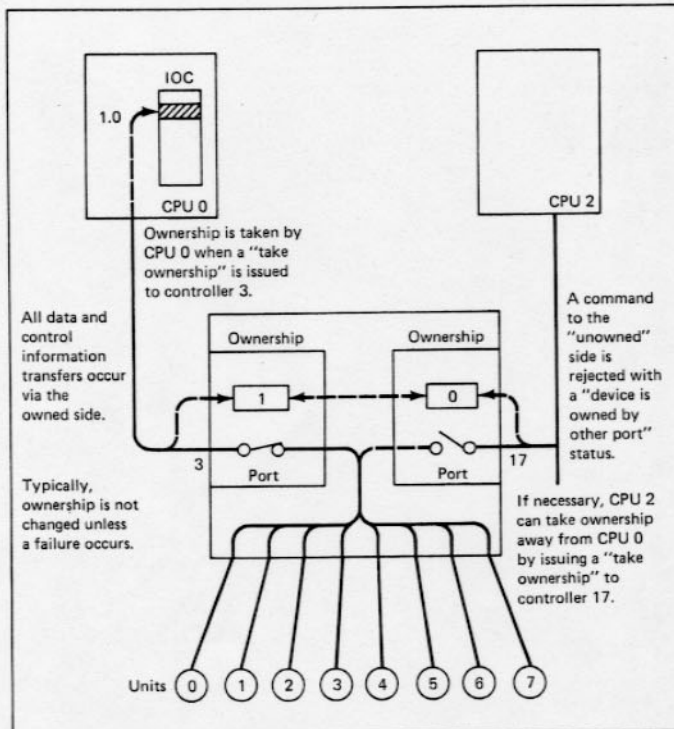 IOC
1.0
CPU 0
CPU 2
Ownership is taken by
CPU 0 when a "take
ownership" is issued
to controller 3.
All data and
control
information
transfers occur
via the
owned side.
Typically,
ownership is not
changed unless
a failure occurs.
Ownership
1
3
Port
Ownership
0
17
Port
A command
to the
"unowned"
side is
rejected with
a "device is
owned by
other port"
status.
If necessary, CPU 2
can take ownership
away from CPU 0
by issuing a "take
ownership" to
controller 17.
Units 0 1 2 3 4 5 6 7